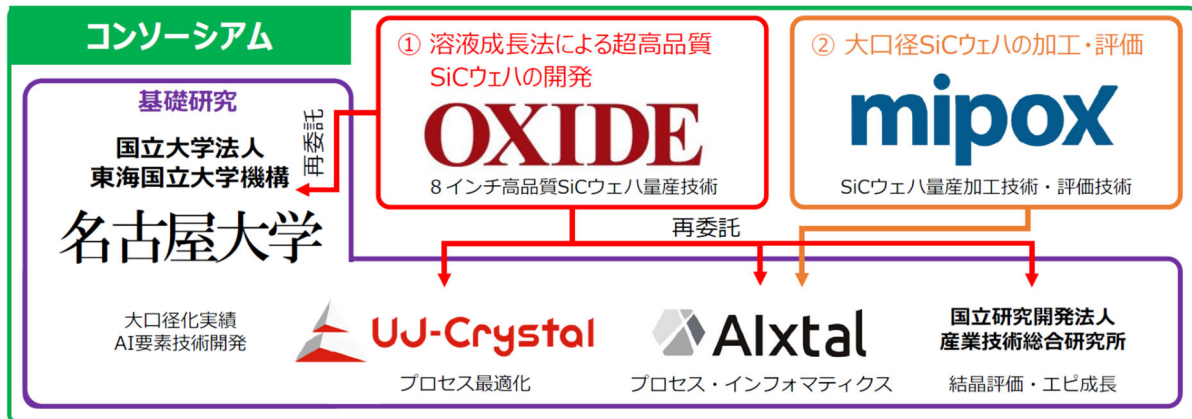 コンソーシアム
① 溶液成長法による超高品質
SiCウェハの開発
OXIDE
8インチ高品質SiCウェハ量産技術
② 大口径SiCウェハの加工・評価
mipox
SiCウェハ量産加工技術・評価技術
基礎研究
国立大学法人
東海国立大学機構
名古屋大学
大口径化実績
AI要素技術開発
再委託
再委託
UJ-Crystal
プロセス最適化
AIxtal
プロセス・インフォマティクス
国立研究開発法人
産業技術総合研究所
結晶評価・エピ成長